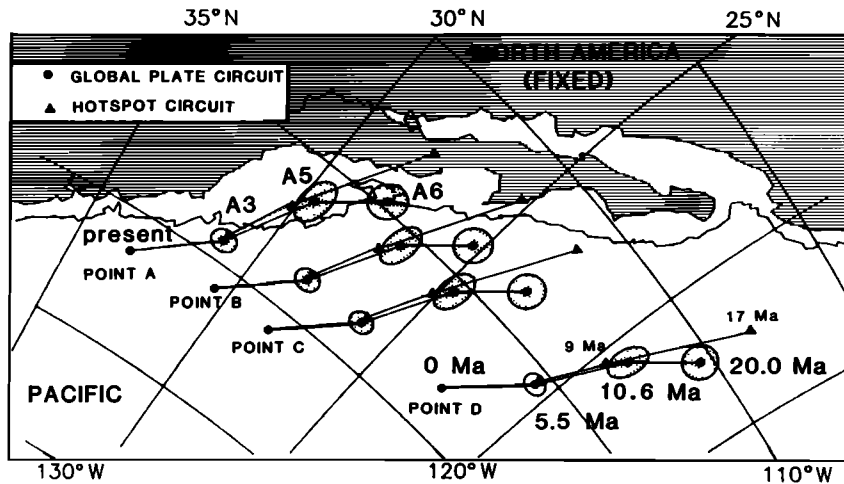 35°N
30°N
25°N
NORTH AMERICA
(FIXED)
GLOBAL PLATE CIRCUIT
HOTSPOT CIRCUIT
A5
A6
A3
present
POINT A
POINT B
POINT C
17 Ma
9 Ma
0 Ma
20.0 Ma
PACIFIC
POINT D
10.6 Ma
5.5 Ma
130°W
120°W
110°W